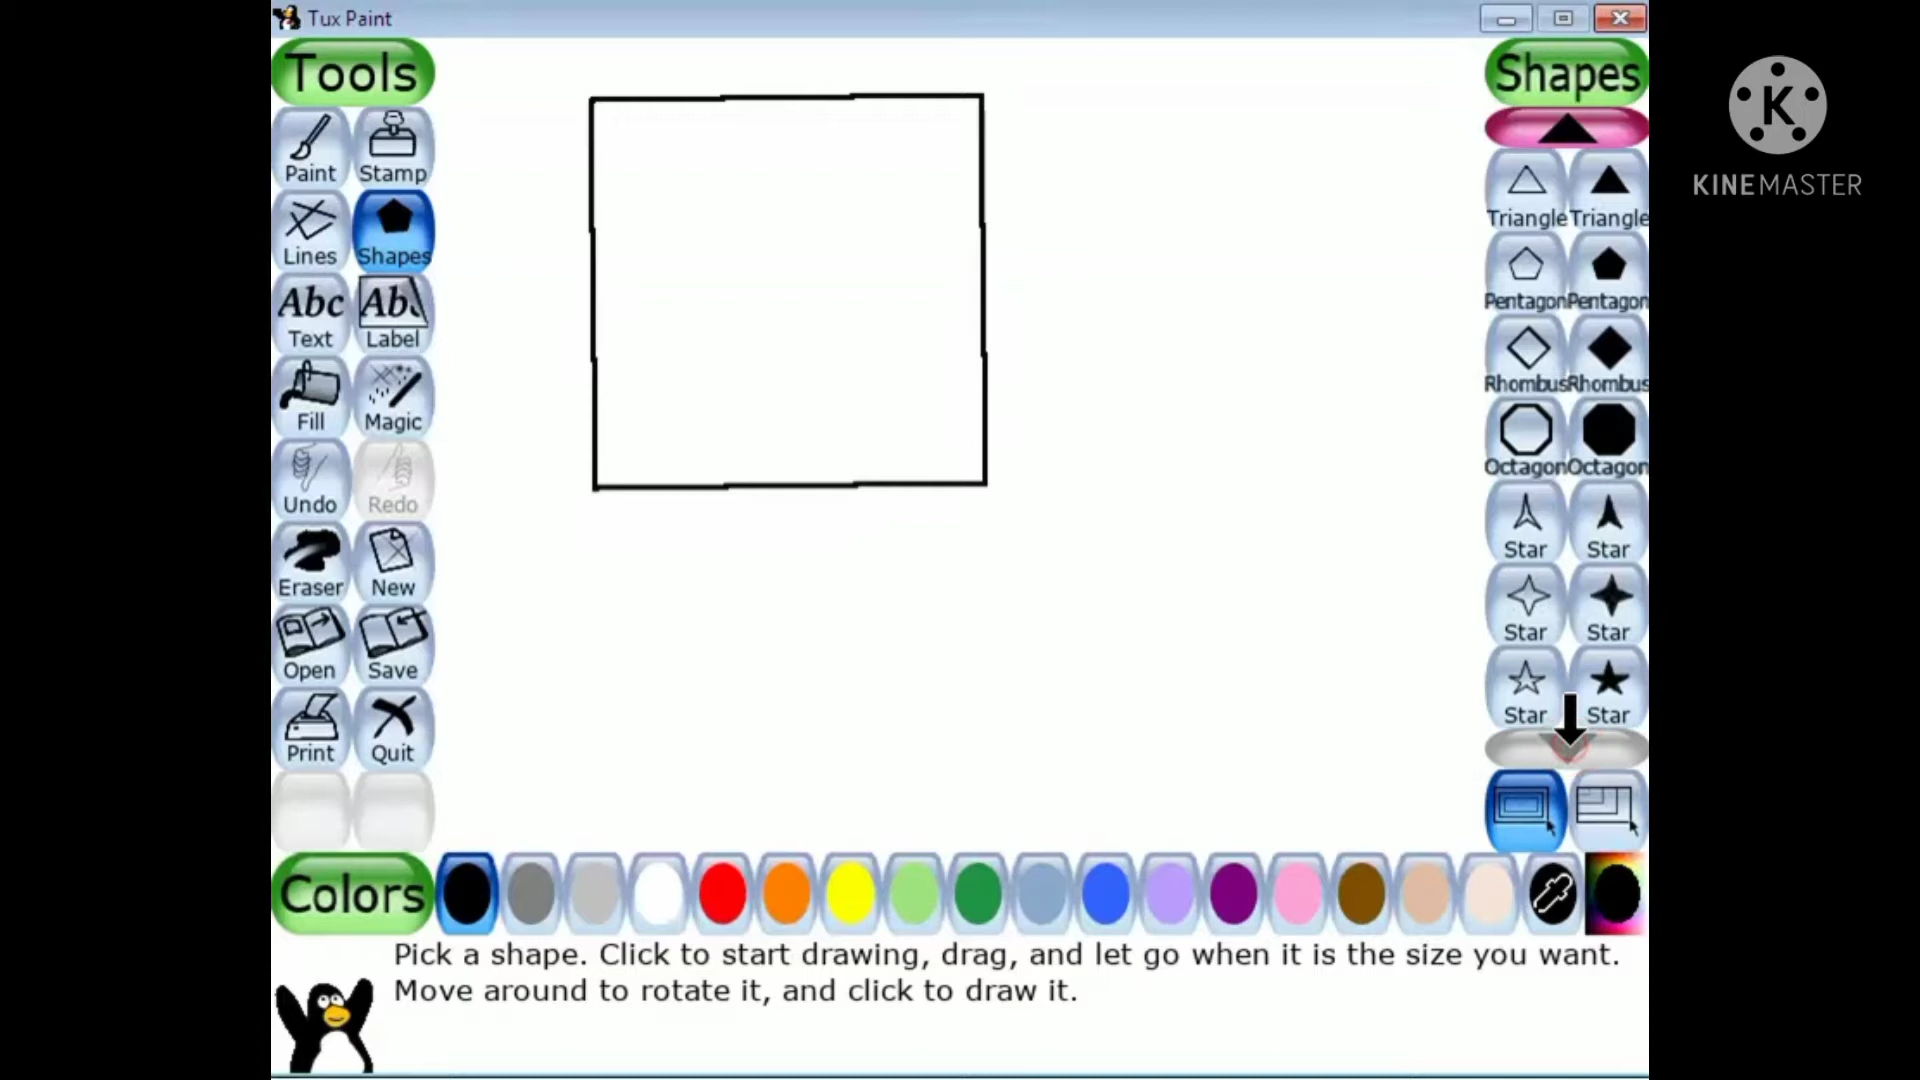 Tux Paint
Tools
Paint Stamp
Lines Shapes
Abc Abc
Text Label
Fill Magic
Undo Redo
Eraser New
Open Save
Print Quit
Shapes
Triangle Triangle
Pentagon Pentagon
Rhombus Rhombus
Octagon Octagon
Star Star
Star Star
Star Star
Colors
Pick a shape. Click to start drawing, drag, and let go when it is the size you want.
Move around to rotate it, and click to draw it.
K
KINEMASTER